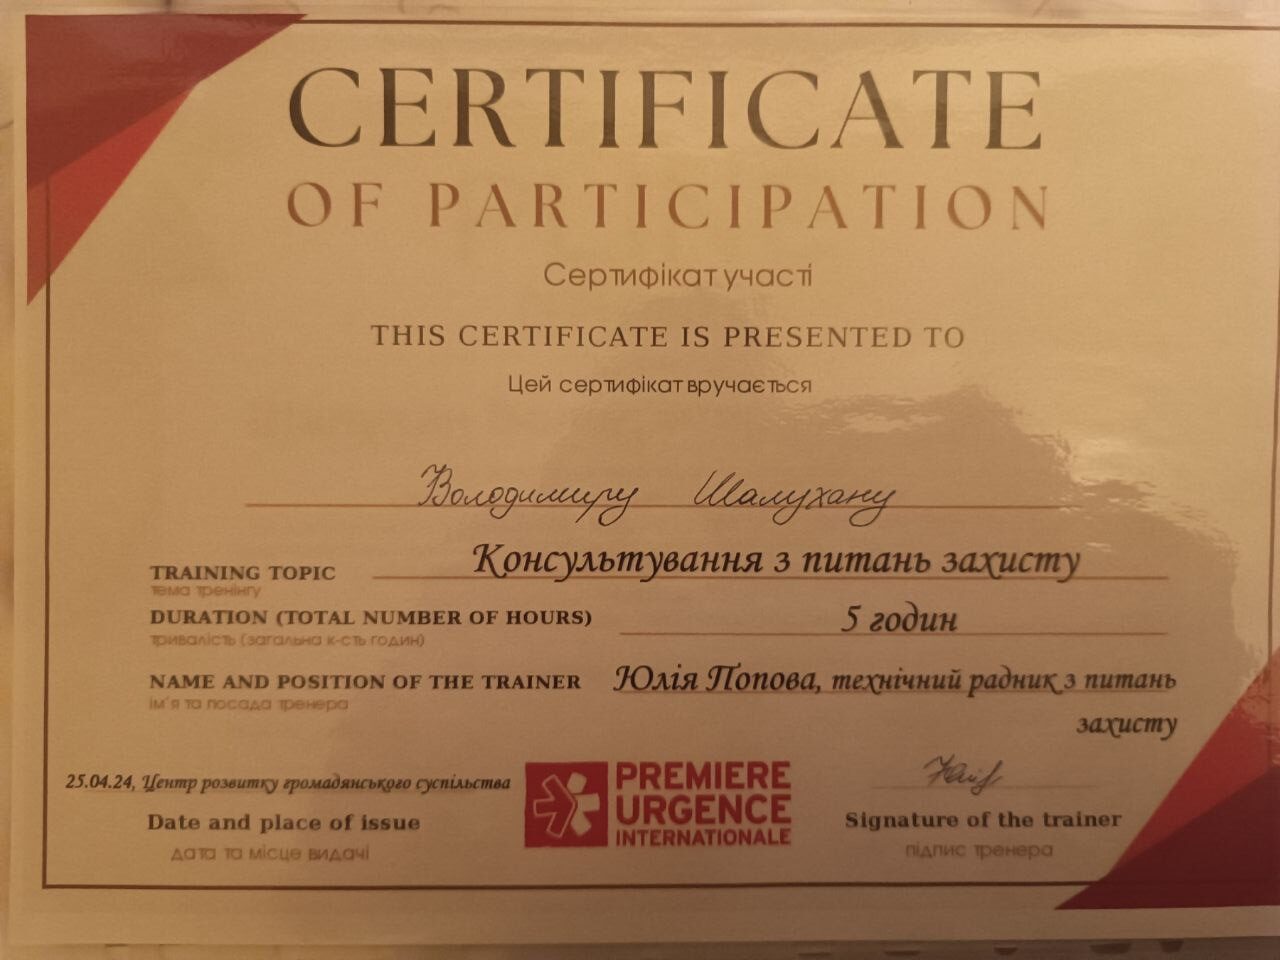 CERTIFICATE
OF PARTICIPATION
Сертифікат участі
THIS CERTIFICATE IS PRESENTED TO
Цей сертифікат вручається
Володимиру Шалухану
TRAINING TOPIC Консультування з питань захисту
тема тренінгу
DURATION (TOTAL NUMBER OF HOURS) 5 годин
тривалість (загальна к-сть годин)
NAME AND POSITION OF THE TRAINER Юлія Попова, технічний радник з питань
ім'я та посада тренера
захисту
25.04.24, Центр розвитку громадянського суспільства
Date and place of issue
дата та місце видачі
PREMIERE
URGENCE
INTERNATIONALE
Signature of the trainer
підпис тренера